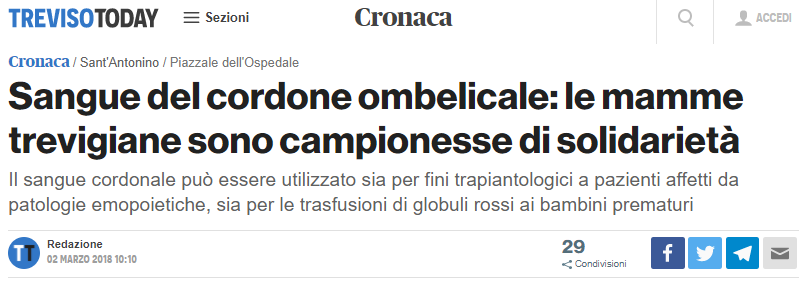 TREVISOTODAY Sezioni Cronaca ACCEDI
Cronaca / Sant'Antonino / Piazzale dell'Ospedale
Sangue del cordone ombelicale: le mamme
trevigiane sono campionesse di solidarietà
Il sangue cordonale può essere utilizzato sia per fini trapiantologici a pazienti affetti da
patologie emopoietiche, sia per le trasfusioni di globuli rossi ai bambini prematuri
TT Redazione
02 MARZO 2018 10:10
29
Condivisioni